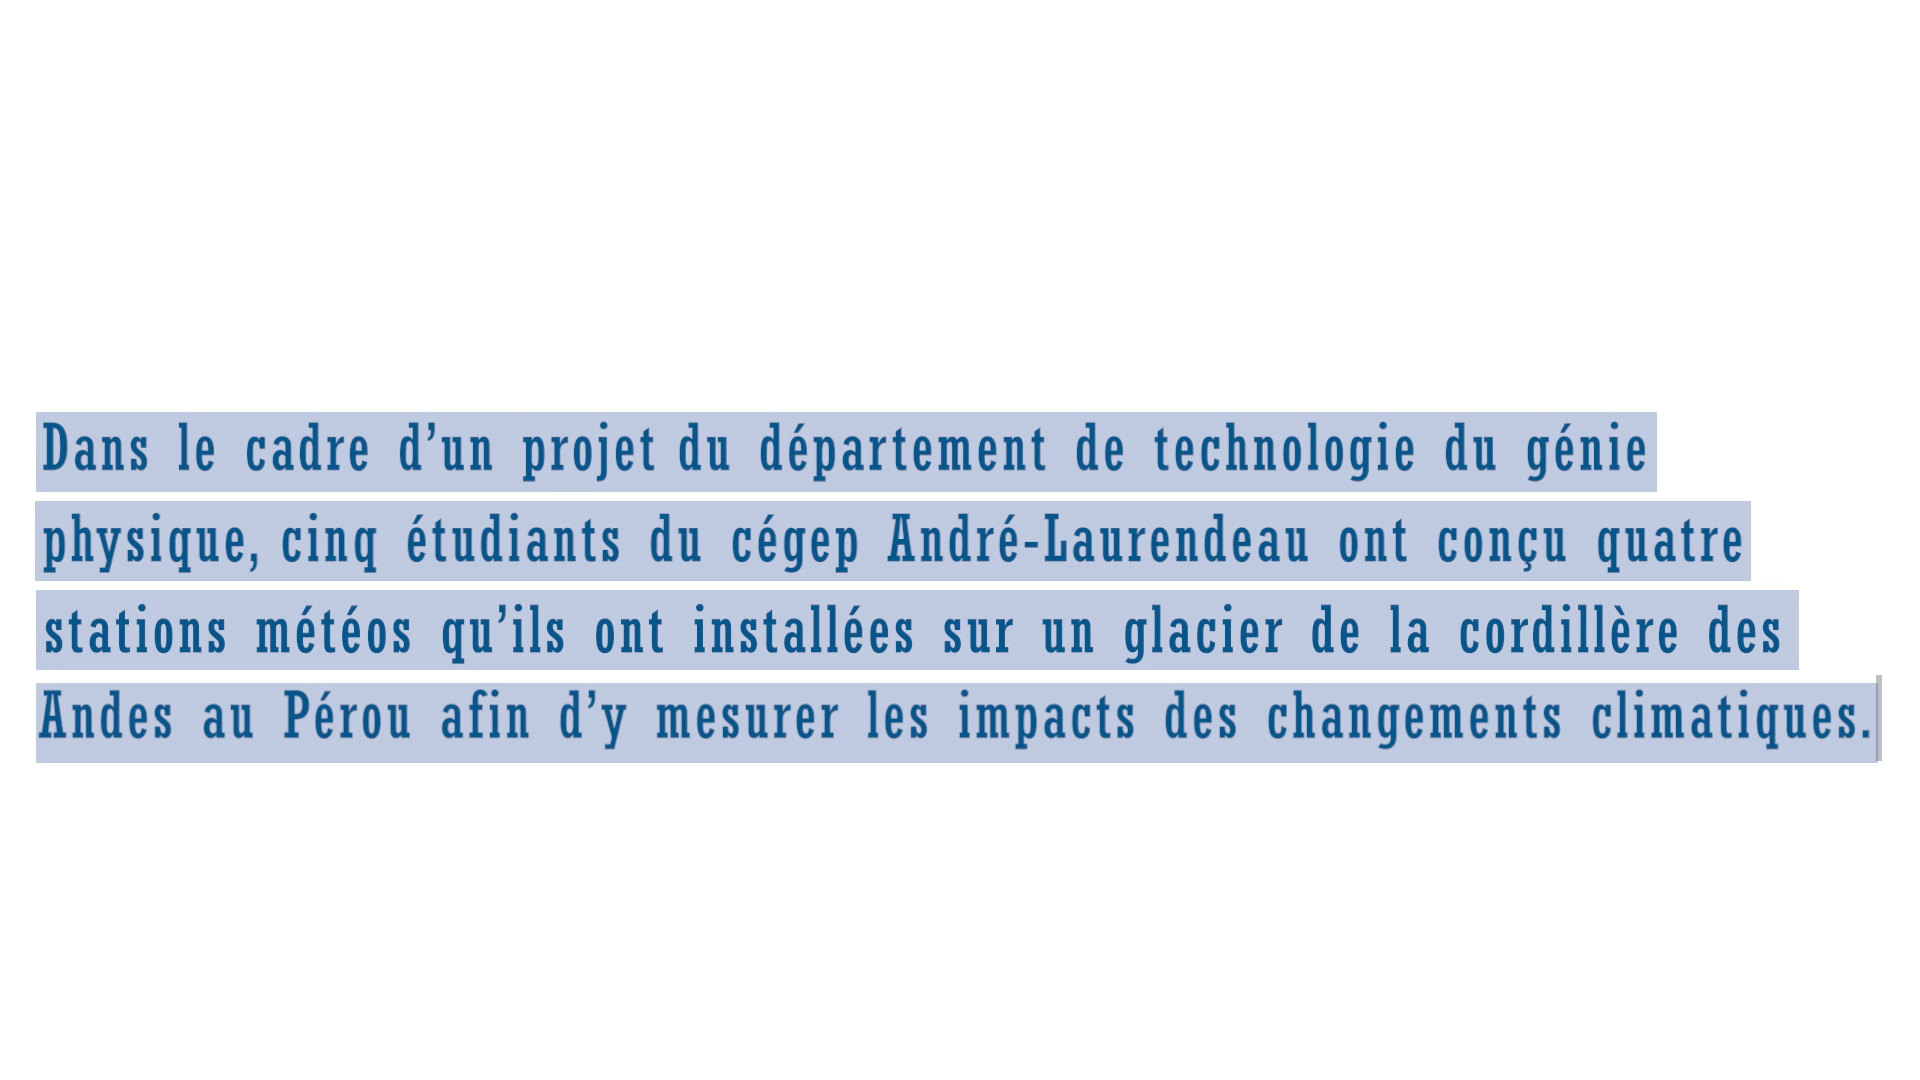 Dans le cadre d’un projet du département de technologie du génie
physique, cinq étudiants du cégep André-Laurendeau ont conçu quatre
stations météos qu’ils ont installées sur un glacier de la cordillère des
Andes au Pérou afin d’y mesurer les impacts des changements climatiques.